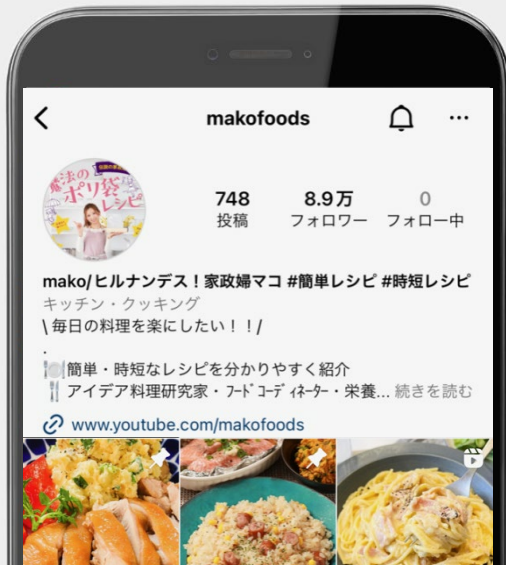 makofoods
魔法の
ポリ袋
レシピ
748
8.9万
0
投稿
フォロワー
フォロー中
mako/ヒルナンデス！家政婦マコ #簡単レシピ #時短レシピ
キッチン・クッキング
\ 毎日の料理を楽にしたい！！/
.
🍽簡単・時短なレシピを分かりやすく紹介
🍴アイデア料理研究家・ﾌｰﾄﾞｺｰﾃﾞｨﾈｰﾀｰ・栄養... 続きを読む
www.youtube.com/makofoods